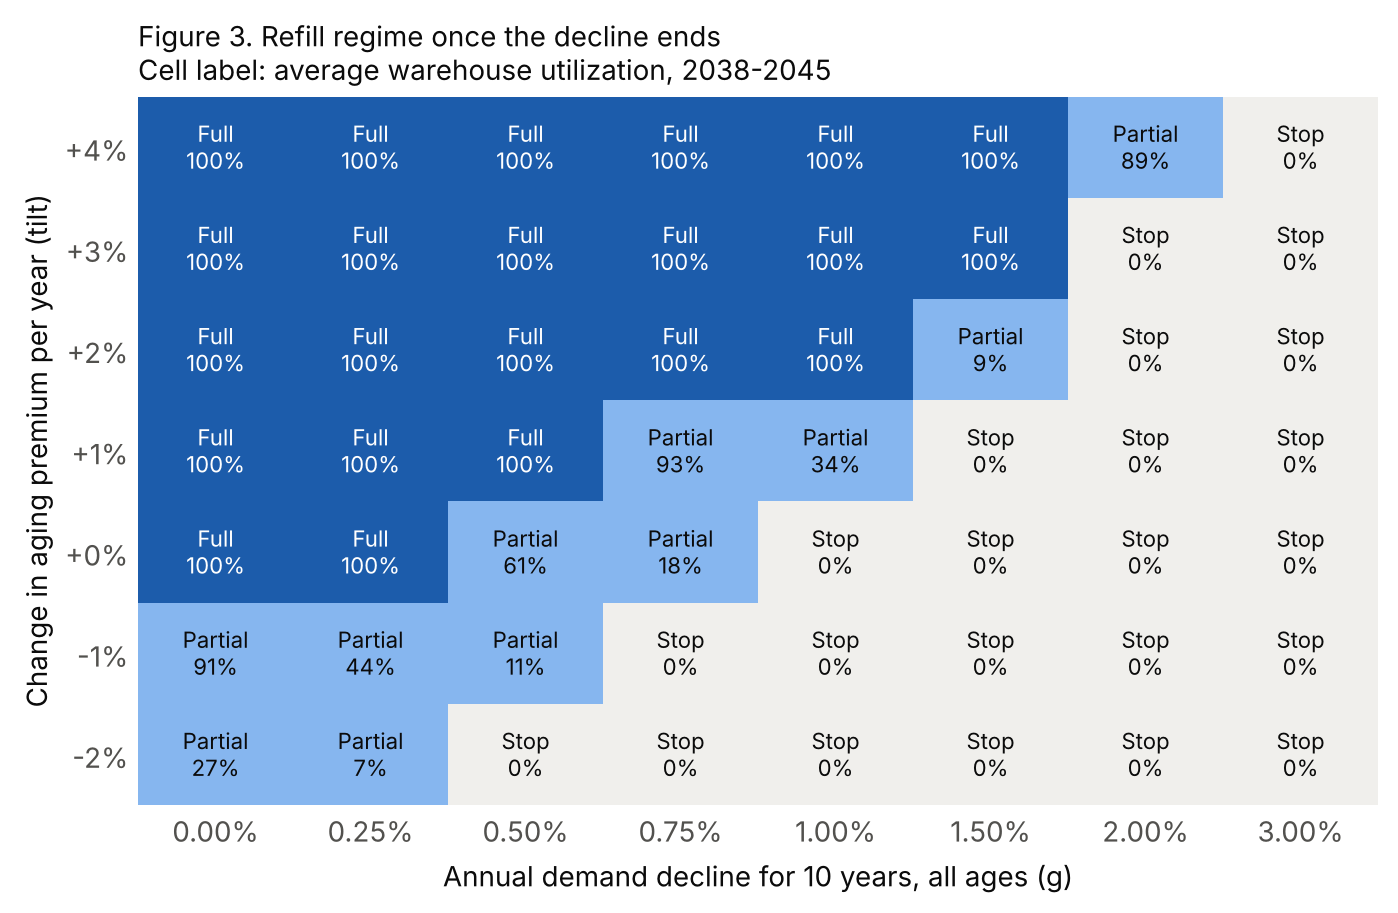 Figure 3. Refill regime once the decline ends
Cell label: average warehouse utilization, 2038-2045
Change in aging premium per year (tilt)
+4%
Full Full Full Full Full Full Partial Stop
100% 100% 100% 100% 100% 100% 89% 0%
+3%
Full Full Full Full Full Full Stop Stop
100% 100% 100% 100% 100% 100% 0% 0%
+2%
Full Full Full Full Full Partial Stop Stop
100% 100% 100% 100% 100% 9% 0% 0%
+1%
Full Full Full Partial Partial Stop Stop Stop
100% 100% 100% 93% 34% 0% 0% 0%
+0%
Full Full Partial Partial Stop Stop Stop Stop
100% 100% 61% 18% 0% 0% 0% 0%
-1%
Partial Partial Partial Stop Stop Stop Stop Stop
91% 44% 11% 0% 0% 0% 0% 0%
-2%
Partial Partial Stop Stop Stop Stop Stop Stop
27% 7% 0% 0% 0% 0% 0% 0%
0.00% 0.25% 0.50% 0.75% 1.00% 1.50% 2.00% 3.00%
Annual demand decline for 10 years, all ages (g)